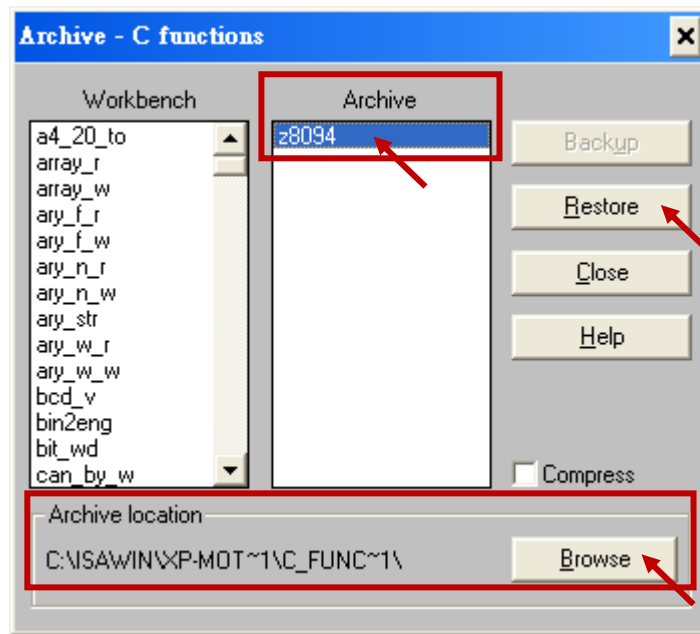 Archive - C functions
Workbench
a4_20_to
array_r
array_w
ary_f_r
ary_f_w
ary_n_r
ary_n_w
ary_str
ary_w_r
ary_w_w
bcd_v
bin2eng
bit_wd
can_by_w
Archive
z8094
Backup
Restore
Close
Help
Compress
Archive location
C:\ISAWIN\XP-MOT~1\C_FUNC~1\
Browse